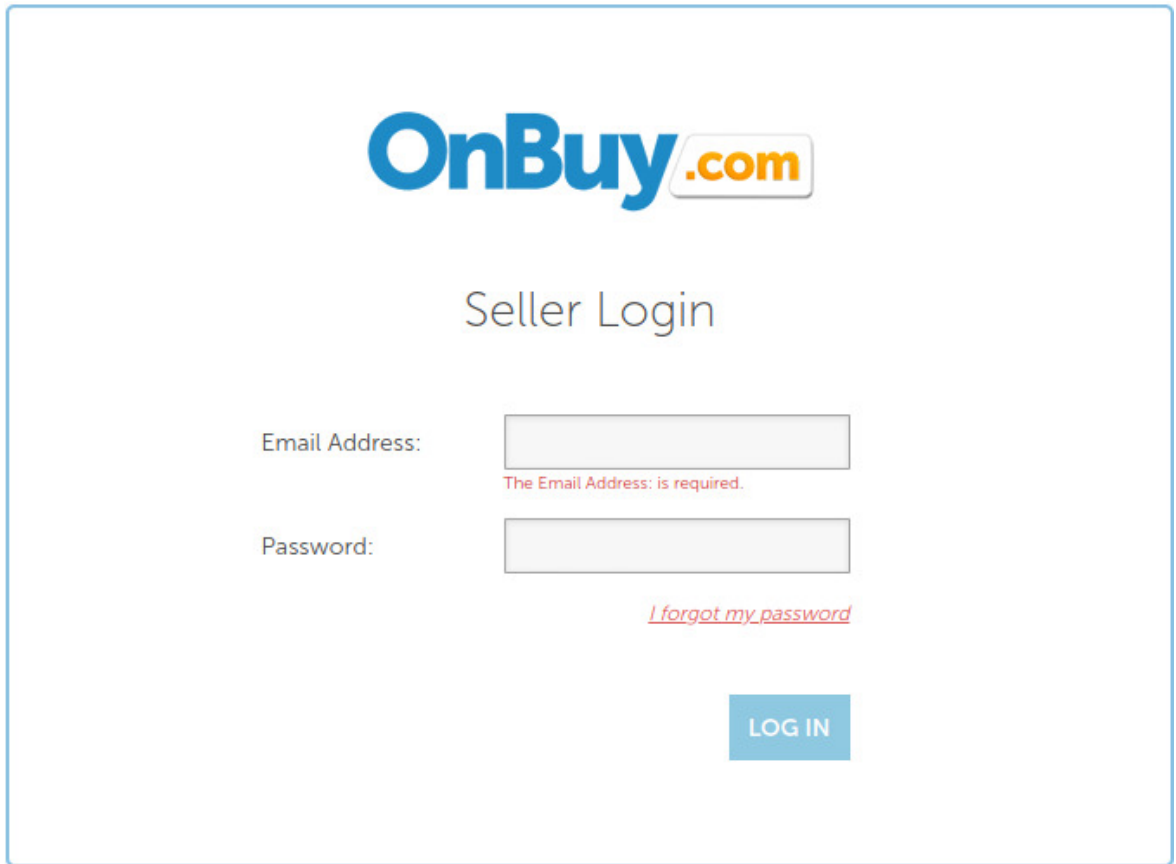 OnBuy.com
Seller Login
Email Address:
The Email Address: is required.
Password:
I forgot my password
LOG IN